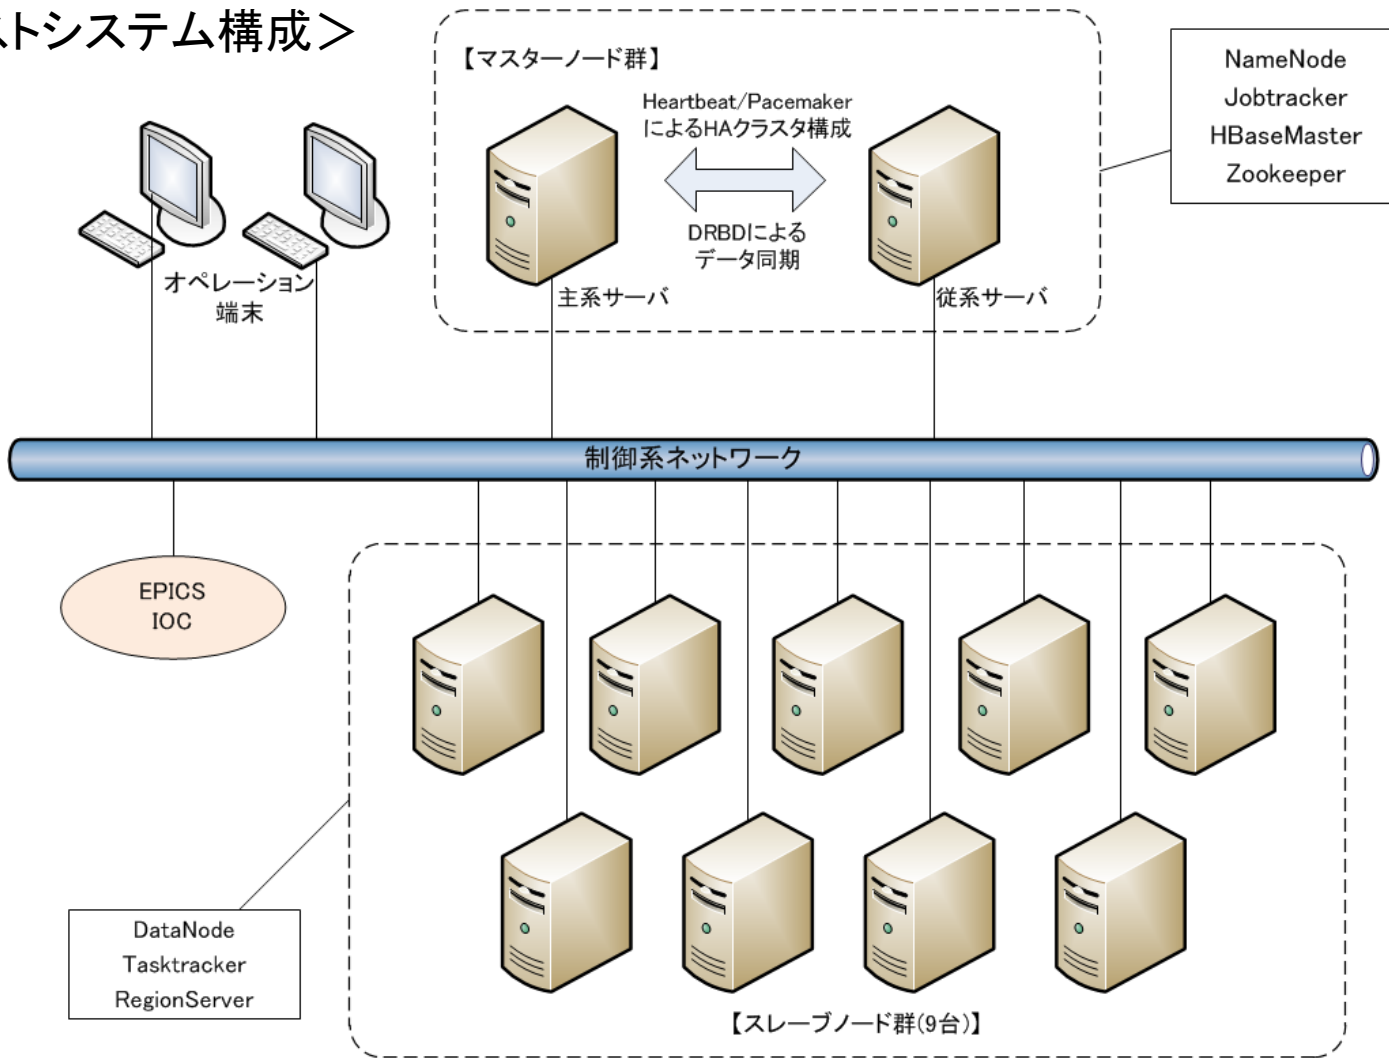 ストシステム構成＞
【マスターノード群】
Heartbeat/Pacemaker
によるHAクラスタ構成
DRBDによる
データ同期
主系サーバ
従系サーバ
NameNode
Jobtracker
HBaseMaster
Zookeeper
オペレーション
端末
制御系ネットワーク
EPICS
IOC
DataNode
Tasktracker
RegionServer
【スレーブノード群(9台)】